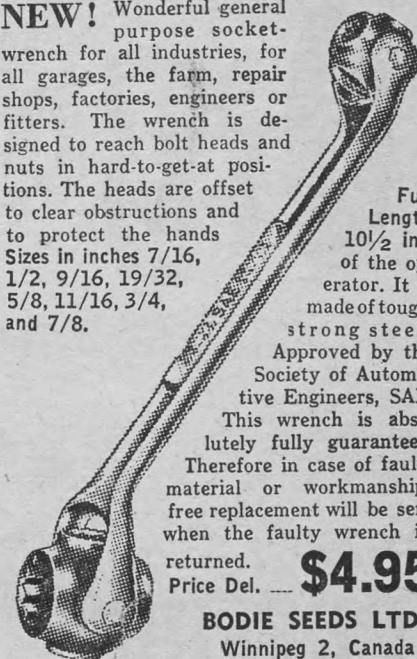 NEW! Wonderful general
purpose socket-
wrench for all industries, for
all garages, the farm, repair
shops, factories, engineers or
fitters. The wrench is de-
signed to reach bolt heads and
nuts in hard-to-get-at posi-
tions. The heads are offset
to clear obstructions and
to protect the hands
Sizes in inches 7/16,
1/2, 9/16, 19/32,
5/8, 11/16, 3/4,
and 7/8.
SAE
Fu
Lengt
10½ in
of the o
erator. It
made of toug
strong stee
Approved by th
Society of Autom
tive Engineers, SA
This wrench is abs
lutely fully guarantee
Therefore in case of faul
material or workmanshi
free replacement will be se
when the faulty wrench i
returned.
Price Del. .... $4.95
BODIE SEEDS LTD
Winnipeg 2, Canada